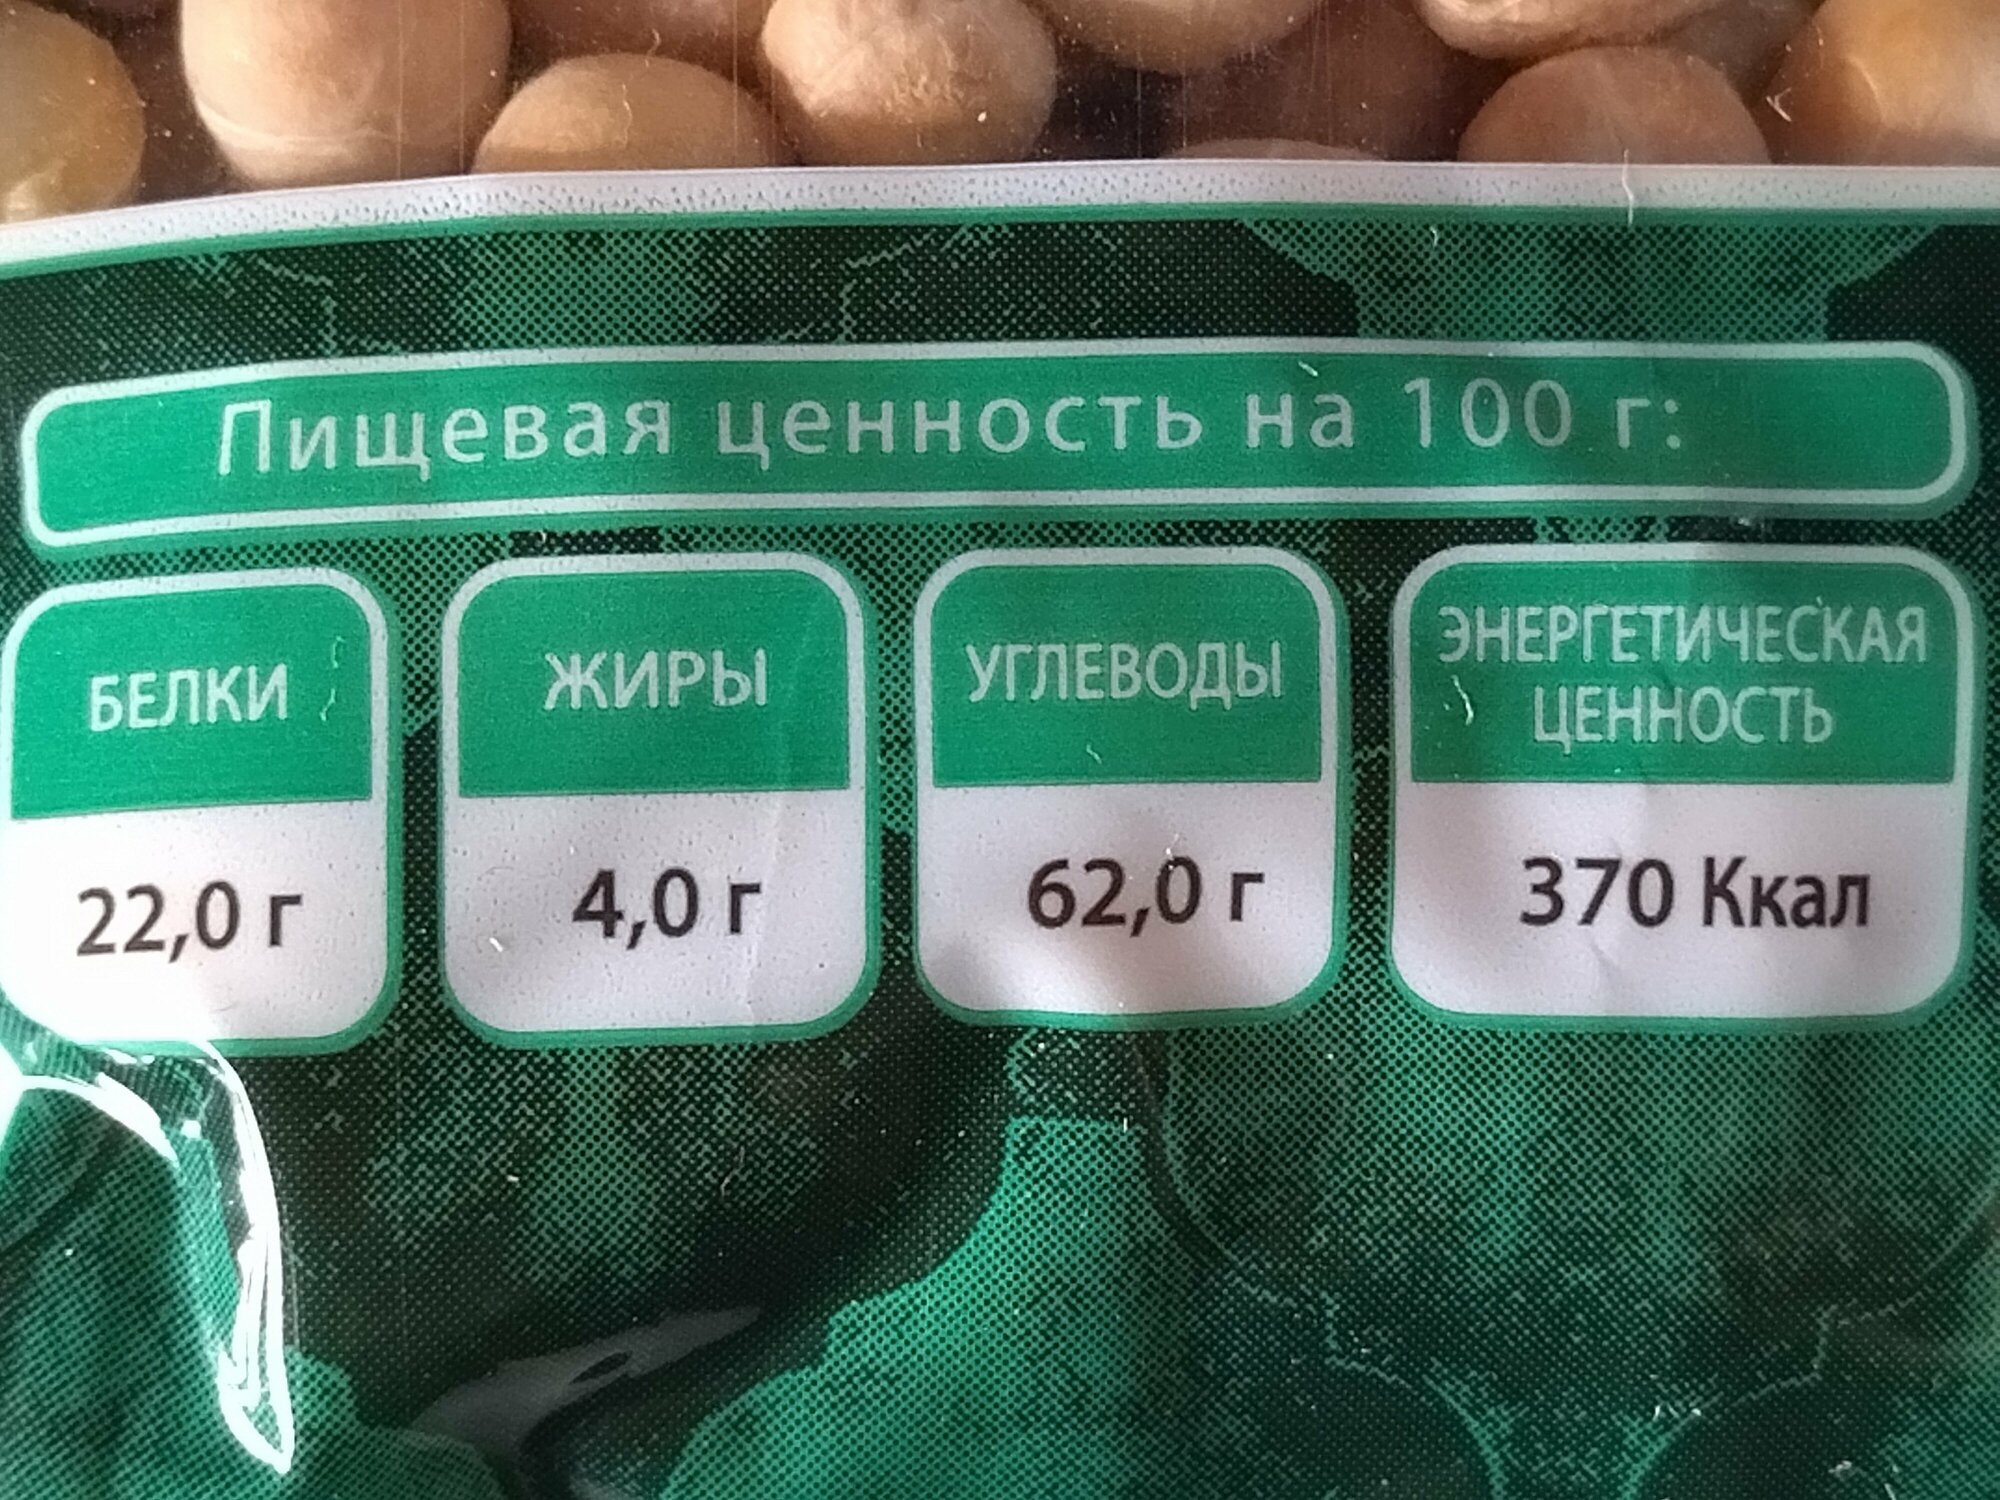 Пищевая ценность на 100 г:
БЕЛКИ
22,0 г
ЖИРЫ
4,0 г
УГЛЕВОДЫ
62,0 г
ЭНЕРГЕТИЧЕСКАЯ
ЦЕННОСТЬ
370 Ккал